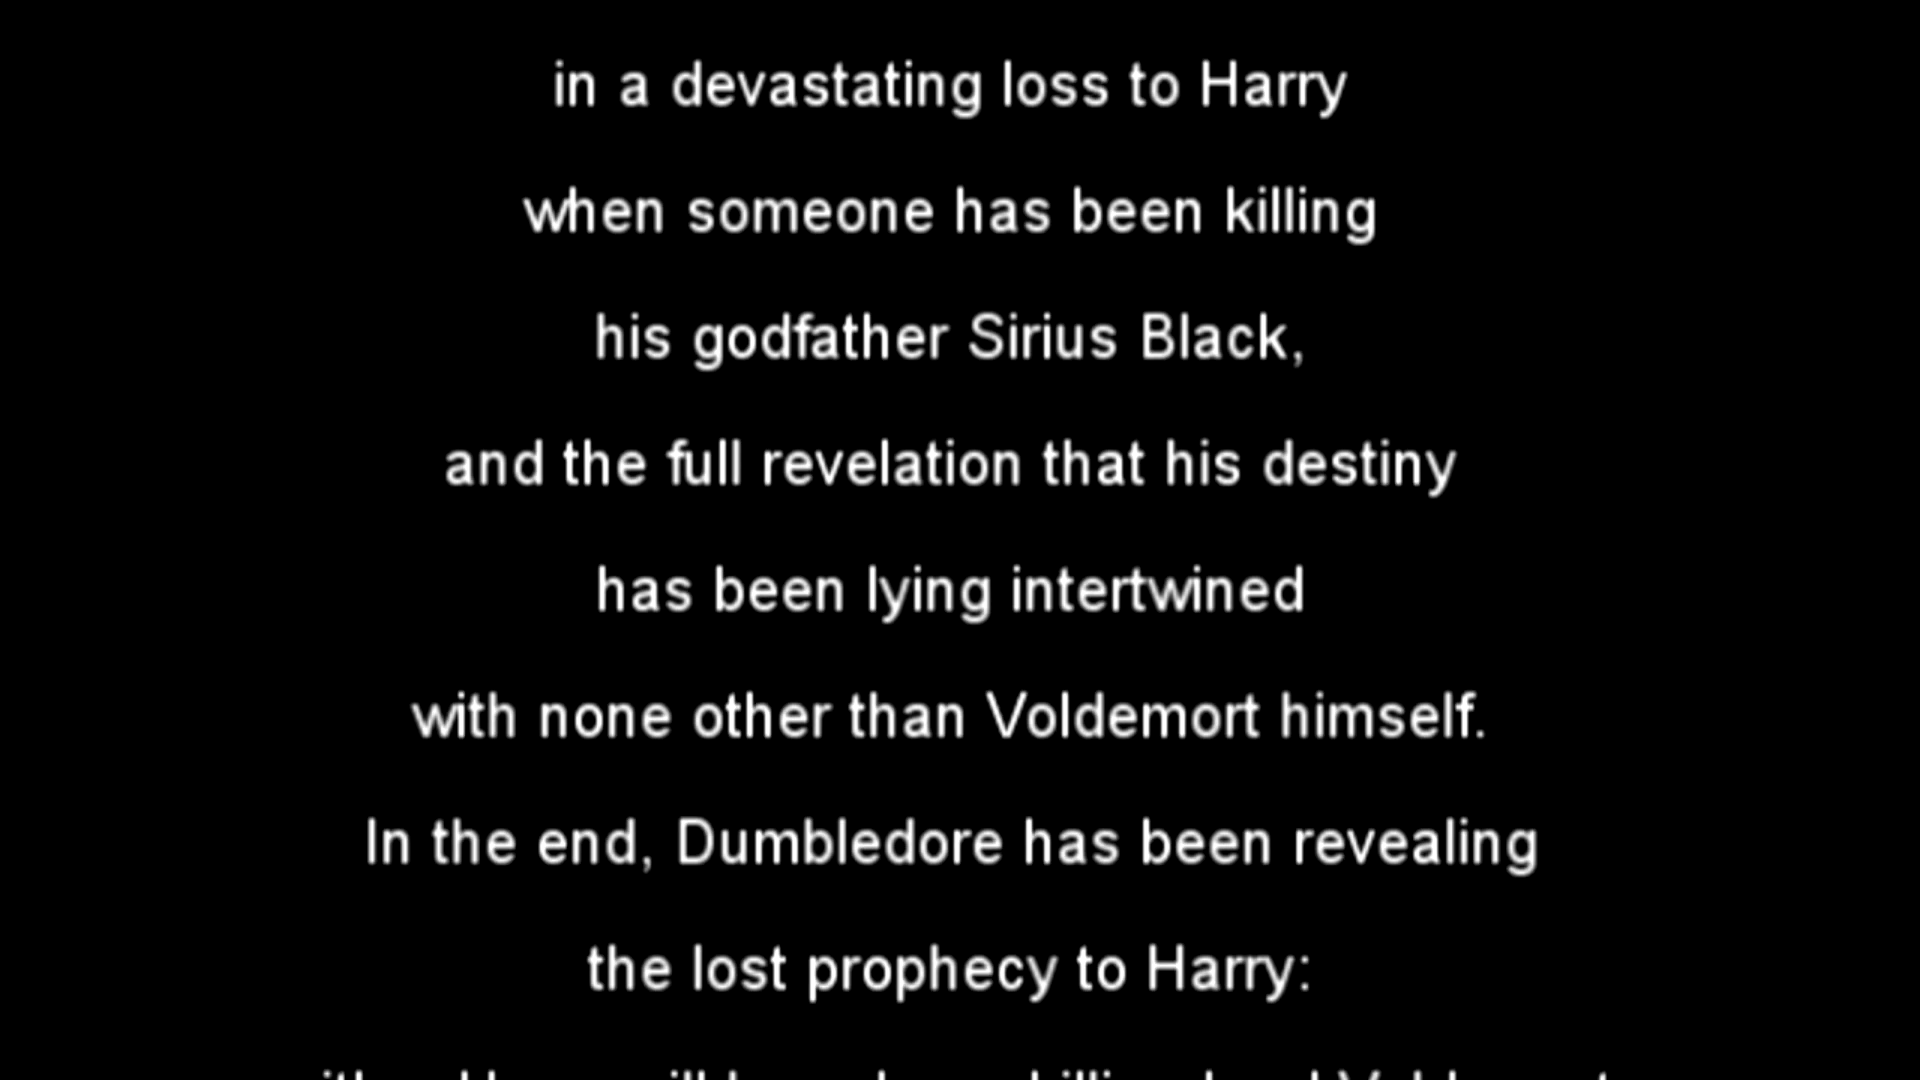 in a devastating loss to Harry
when someone has been killing
his godfather Sirius Black,
and the full revelation that his destiny
has been lying intertwined
with none other than Voldemort himself.
In the end, Dumbledore has been revealing
the lost prophecy to Harry: